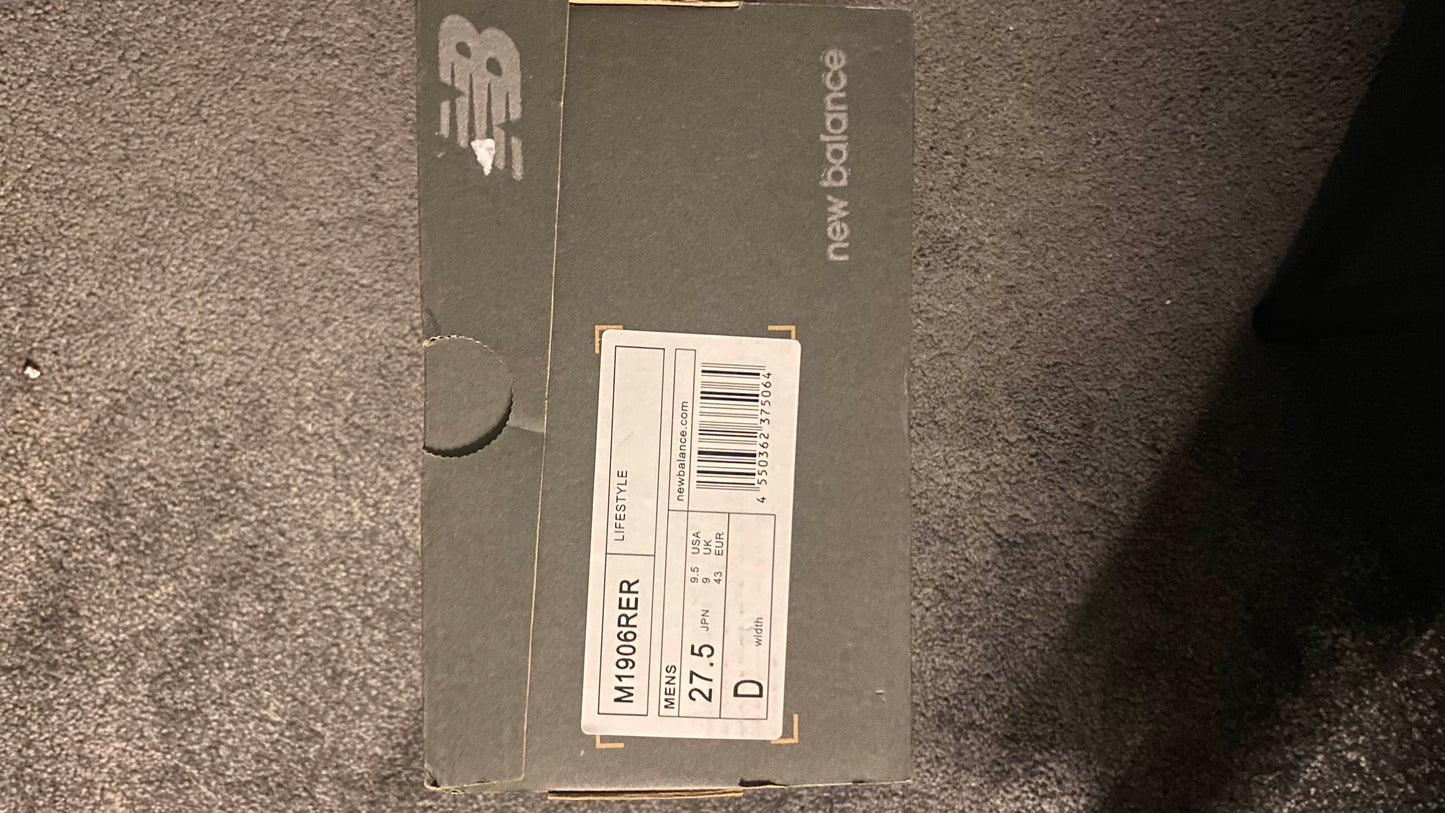 NB
new balance
M1906RER
LIFESTYLE
MENS
newbalance.com
27.5 JPN
9.5 USA
9 UK
43 EUR
D width
4 550362 375064